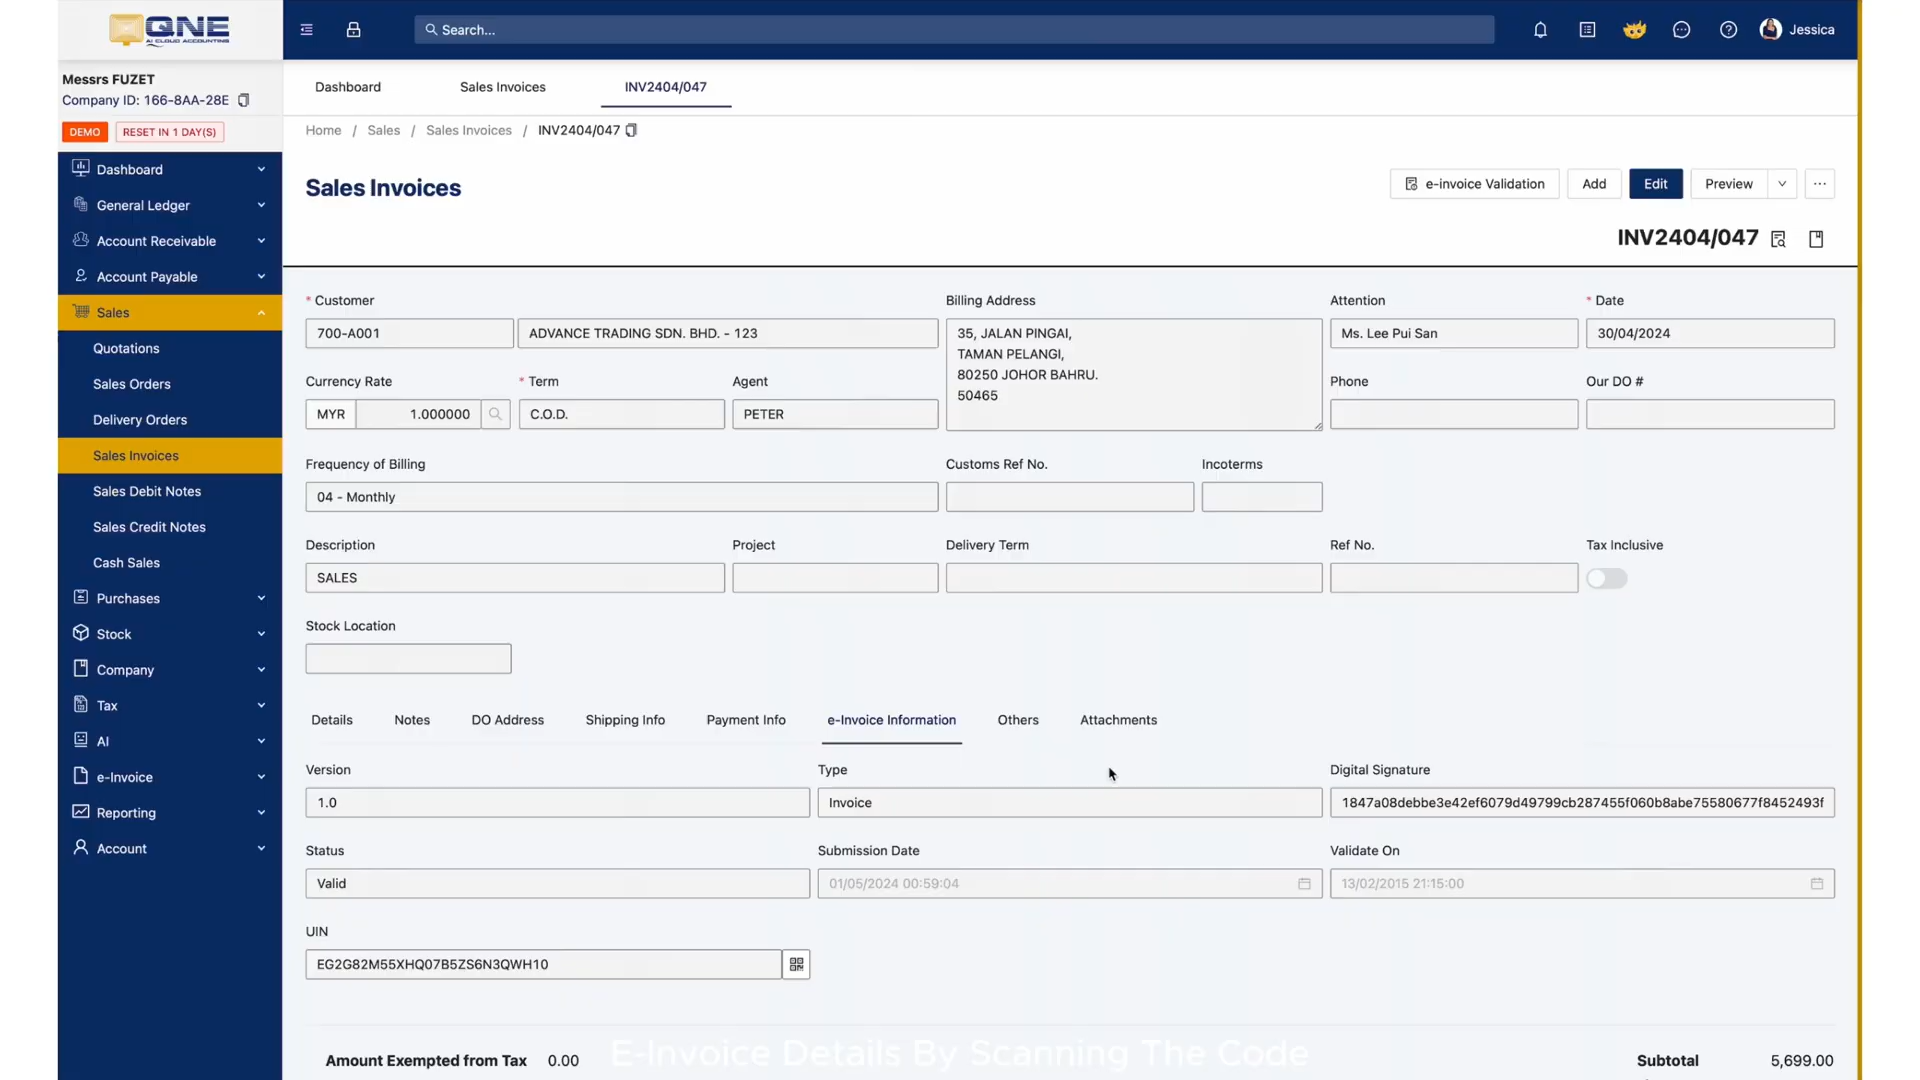 QNE
AI CLOUD ACCOUNTING
Search...
Jessica
Messrs FUZET
Company ID: 166-8AA-28E
DEMO
RESET IN 1 DAY(S)
Dashboard
General Ledger
Account Receivable
Account Payable
Sales
Quotations
Sales Orders
Delivery Orders
Sales Invoices
Sales Debit Notes
Sales Credit Notes
Cash Sales
Purchases
Stock
Company
Tax
AI
e-Invoice
Reporting
Account
Dashboard Sales Invoices INV2404/047
Home / Sales / Sales Invoices / INV2404/047
Sales Invoices
e-invoice Validation Add Edit Preview ...
INV2404/047
* Customer Billing Address Attention * Date
700-A001 ADVANCE TRADING SDN. BHD. - 123
35, JALAN PINGAI,
TAMAN PELANGI,
80250 JOHOR BAHRU.
50465
Ms. Lee Pui San 30/04/2024
Currency Rate * Term Agent Phone Our DO #
MYR 1.000000 C.O.D. PETER
Frequency of Billing Customs Ref No. Incoterms
04 - Monthly
Description Project Delivery Term Ref No. Tax Inclusive
SALES
Stock Location
Details Notes DO Address Shipping Info Payment Info e-Invoice Information Others Attachments
Version Type Digital Signature
1.0 Invoice 1847a08debbe3e42ef6079d49799cb287455f060b8abe75580677f8452493f
Status Submission Date Validate On
Valid 01/05/2024 00:59:04 13/02/2015 21:15:00
UIN
EG2G82M55XHQ07B5ZS6N3QWH10
Amount Exempted from Tax 0.00
E-Invoice Details By Scanning The Code
Subtotal 5,699.00